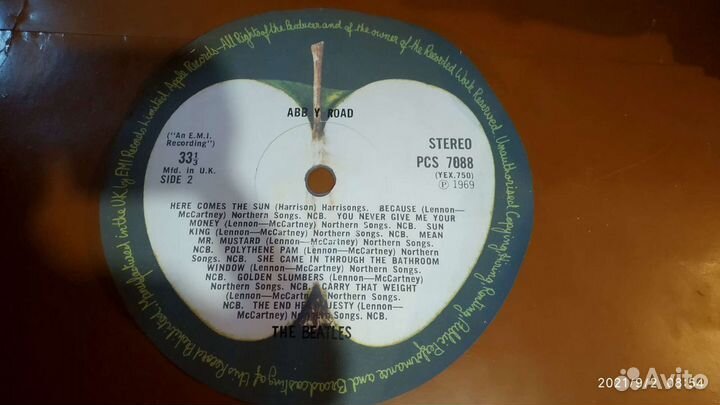 ABBEY ROAD
("An E.M.I.
Recording")
33⅓
Mfd. in U.K.
SIDE 2
STEREO
PCS 7088
(YEX.750)
Ⓟ 1969
HERE COMES THE SUN (Harrison) Harrisongs. BECAUSE (Lennon—
McCartney) Northern Songs. NCB. YOU NEVER GIVE ME YOUR
MONEY (Lennon—McCartney) Northern Songs. NCB. SUN
KING (Lennon—McCartney) Northern Songs. NCB. MEAN
MR. MUSTARD (Lennon—McCartney) Northern Songs.
NCB. POLYTHENE PAM (Lennon—McCartney) Northern
Songs. NCB. SHE CAME IN THROUGH THE BATHROOM
WINDOW (Lennon—McCartney) Northern Songs.
NCB. GOLDEN SLUMBERS (Lennon—McCartney)
Northern Songs. NCB. CARRY THAT WEIGHT
(Lennon—McCartney) Northern Songs.
NCB. THE END HER MAJESTY (Lennon—
McCartney) Northern Songs. NCB.
THE BEATLES
Manufactured in the U.K. by EMI Records Limited. Apple Records—All Rights of the Producer and of the owner of the Recorded Work Reserved. Unauthorised Copying, Hiring, Lending, Public Performance and Broadcasting of this Record Prohibited.
2021/9/2 08:54
Avito